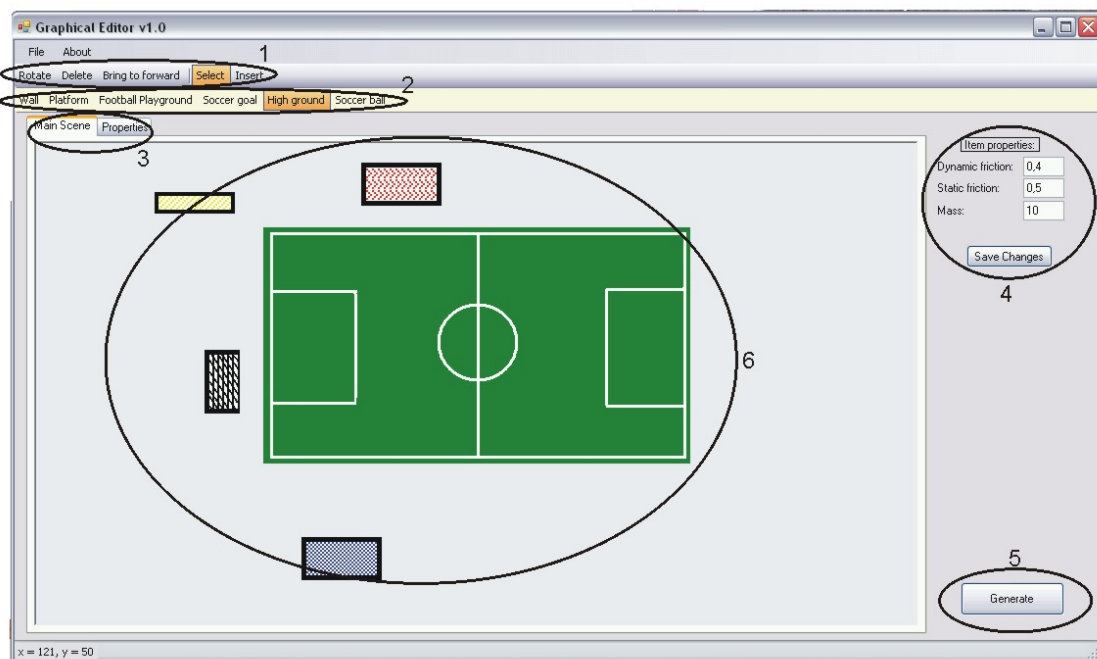 Graphical Editor v1.0
File About
1
Rotate Delete Bring to forward Select Insert
2
Wall Platform Football Playground Soccer goal High ground Soccer ball
Main Scene Properties
3
Item properties:
Dynamic friction: 0,4
Static friction: 0,5
Mass: 10
Save Changes
4
6
5
Generate
x = 121, y = 50